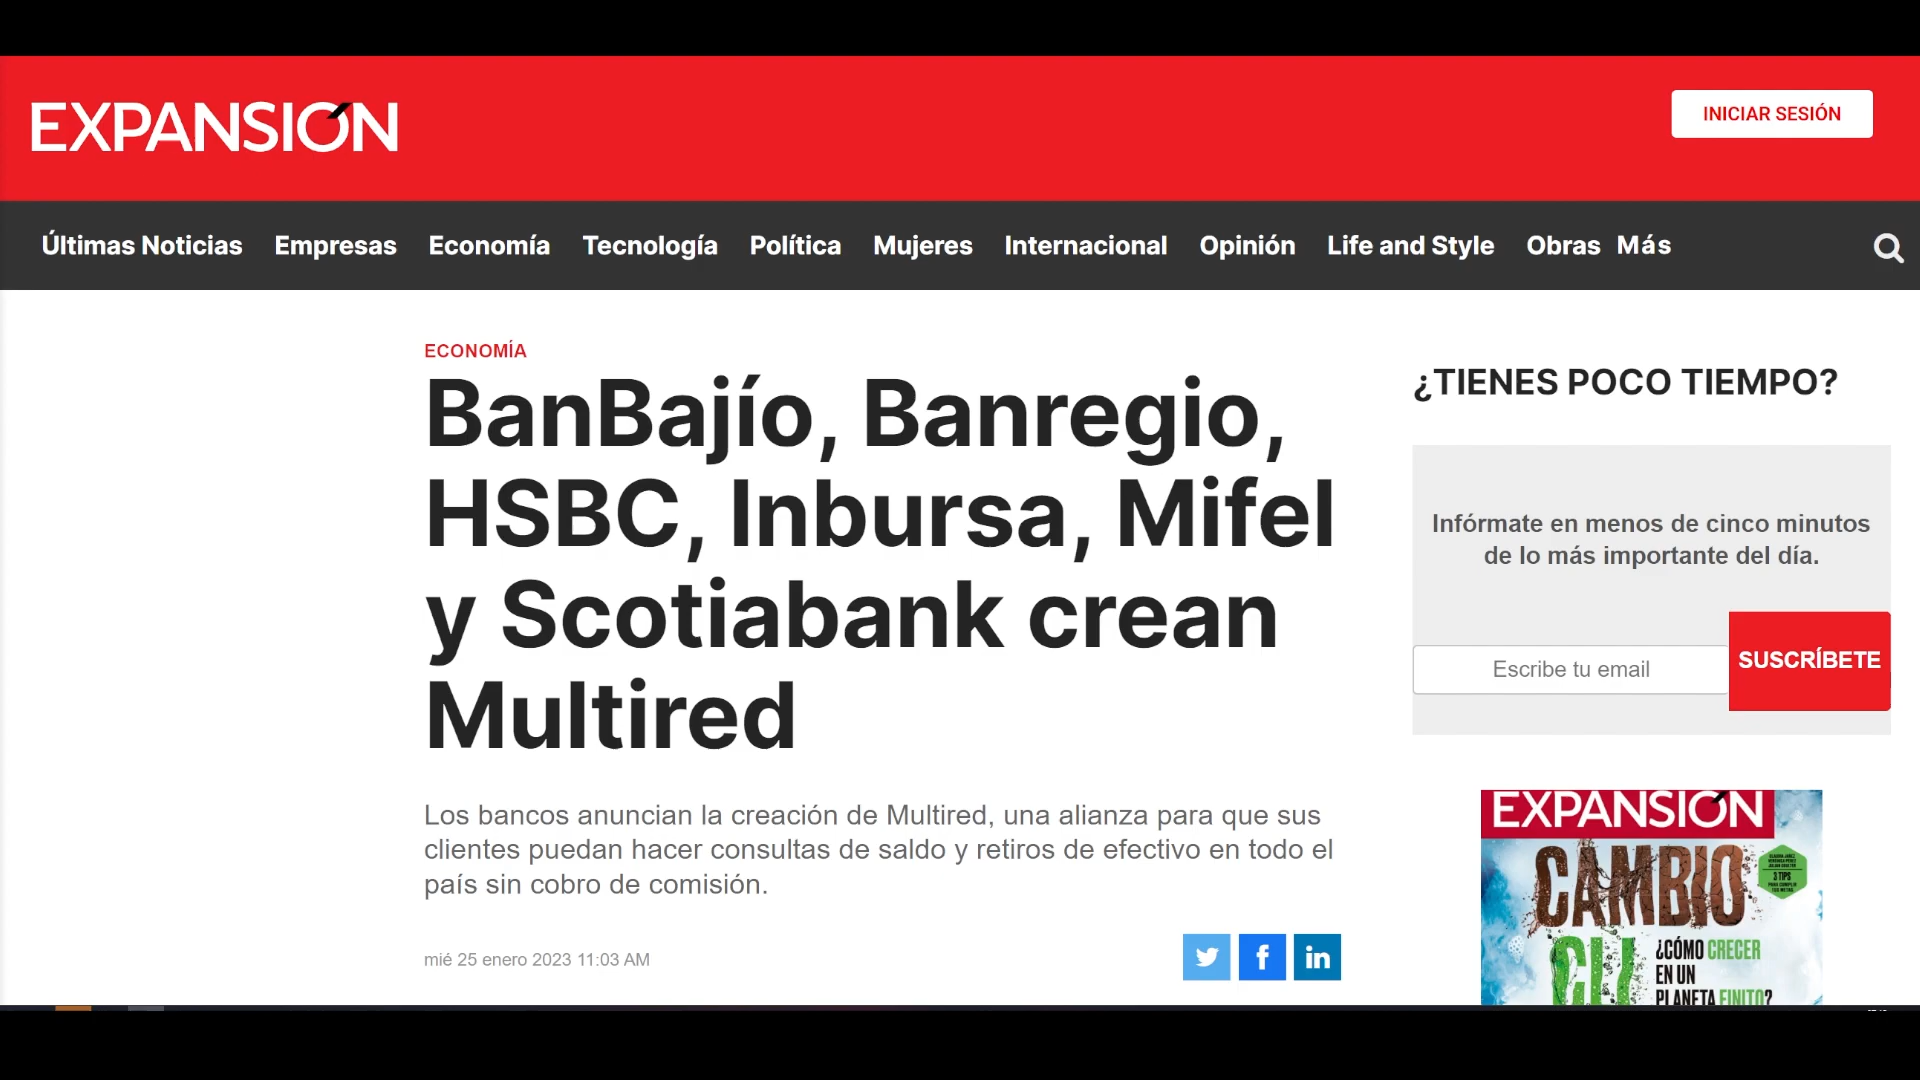 EXPANSIÓN
INICIAR SESIÓN
Últimas Noticias Empresas Economía Tecnología Política Mujeres Internacional Opinión Life and Style Obras Más
ECONOMÍA
BanBajío, Banregio,
HSBC, Inbursa, Mifel
y Scotiabank crean
Multired
Los bancos anuncian la creación de Multired, una alianza para que sus
clientes puedan hacer consultas de saldo y retiros de efectivo en todo el
país sin cobro de comisión.
mié 25 enero 2023 11:03 AM
¿TIENES POCO TIEMPO?
Infórmate en menos de cinco minutos
de lo más importante del día.
Escribe tu email
SUSCRÍBETE
EXPANSIÓN
CAMBIO
3 TIPS
¿CÓMO CRECER
EN UN
PLANETA FINITO?